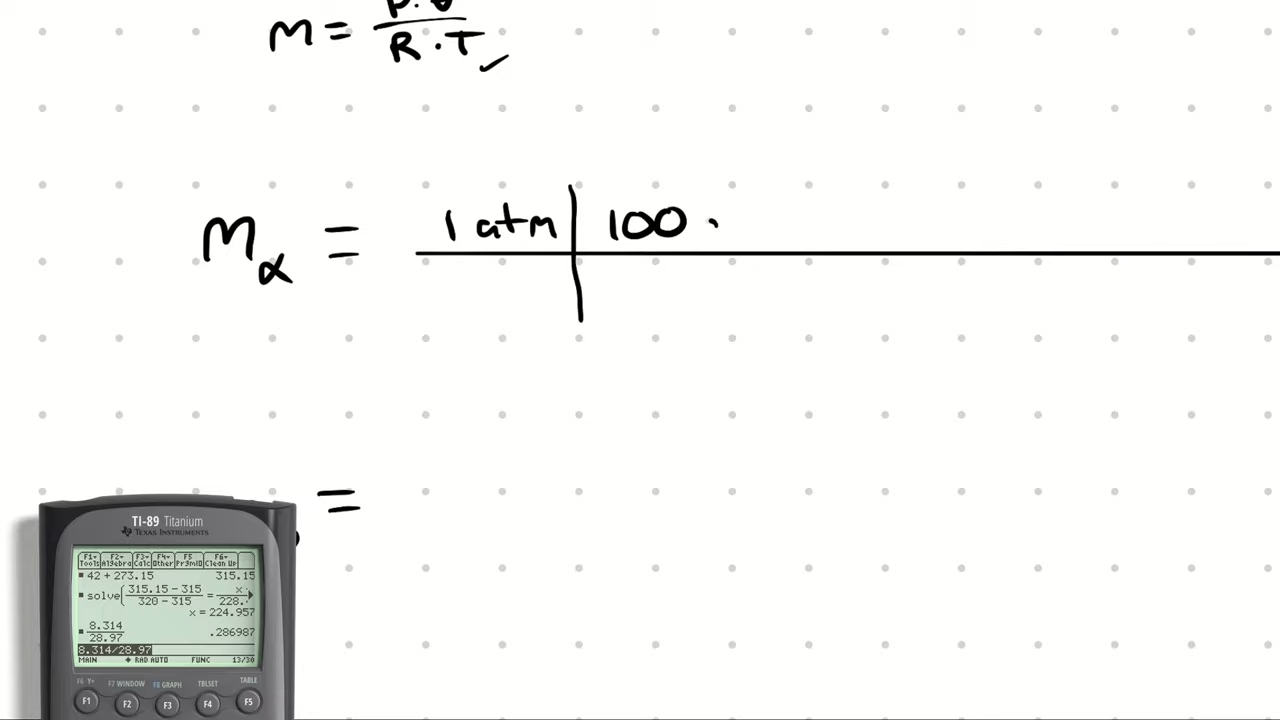 m = P·V / R·T ✓
mα = 1 atm | 100 ·
=
TI-89 Titanium
TEXAS INSTRUMENTS
F1 F2 F3 F4 F5 F6
Tools Algebra Calc Other PrgmIO Clean Up
42 + 273.15 315.15
solve((315.15 - 315)/(320 - 315) = x-/228.
x = 224.957
8.314/28.97 .286987
8.314/28.97
MAIN RAD AUTO FUNC 13/30
F6 Y= F7 WINDOW F8 GRAPH TBLSET TABLE
F1 F2 F3 F4 F5